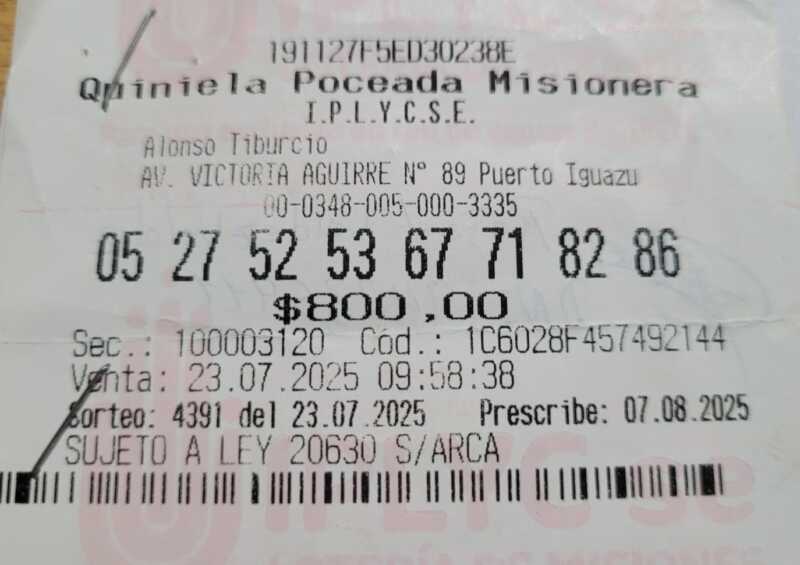 191127F5ED30238E
Quiniela Poceada Misionera
I.P.L.Y.C.S.E.
Alonso Tiburcio
AV. VICTORIA AGUIRRE N° 89 Puerto Iguazu
00-0348-005-000-3335
05 27 52 53 67 71 82 86
$800,00
Sec.: 100003120 Cód.: 1C6028F457492144
Venta: 23.07.2025 09:58:38
Sorteo: 4391 del 23.07.2025 Prescribe: 07.08.2025
SUJETO A LEY 20630 S/ARCA
IPLYC se